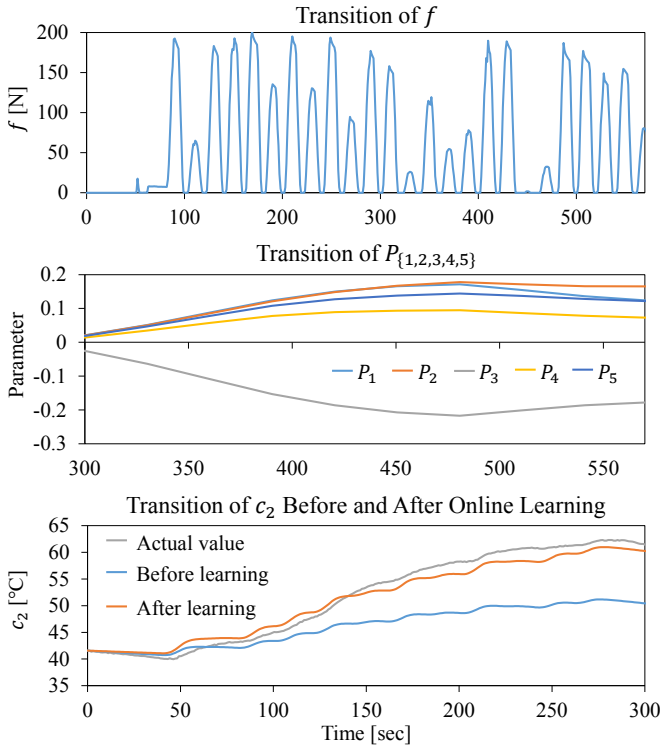 Transition of f
200
150
100
50
0
f [N]
0 100 200 300 400 500
Transition of P{1,2,3,4,5}
0.2
0.1
0
-0.1
-0.2
-0.3
Parameter
P1 P2 P3 P4 P5
300 350 400 450 500 550
Transition of c2 Before and After Online Learning
65
60
55
50
45
40
35
c2 [°C]
Actual value
Before learning
After learning
0 50 100 150 200 250 300
Time [sec]